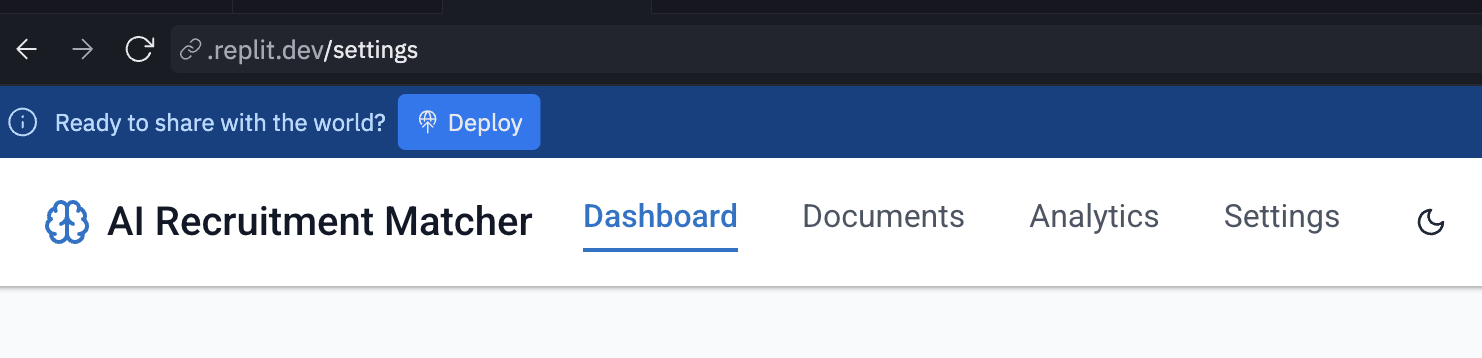 .replit.dev/settings
Ready to share with the world? Deploy
AI Recruitment Matcher Dashboard Documents Analytics Settings